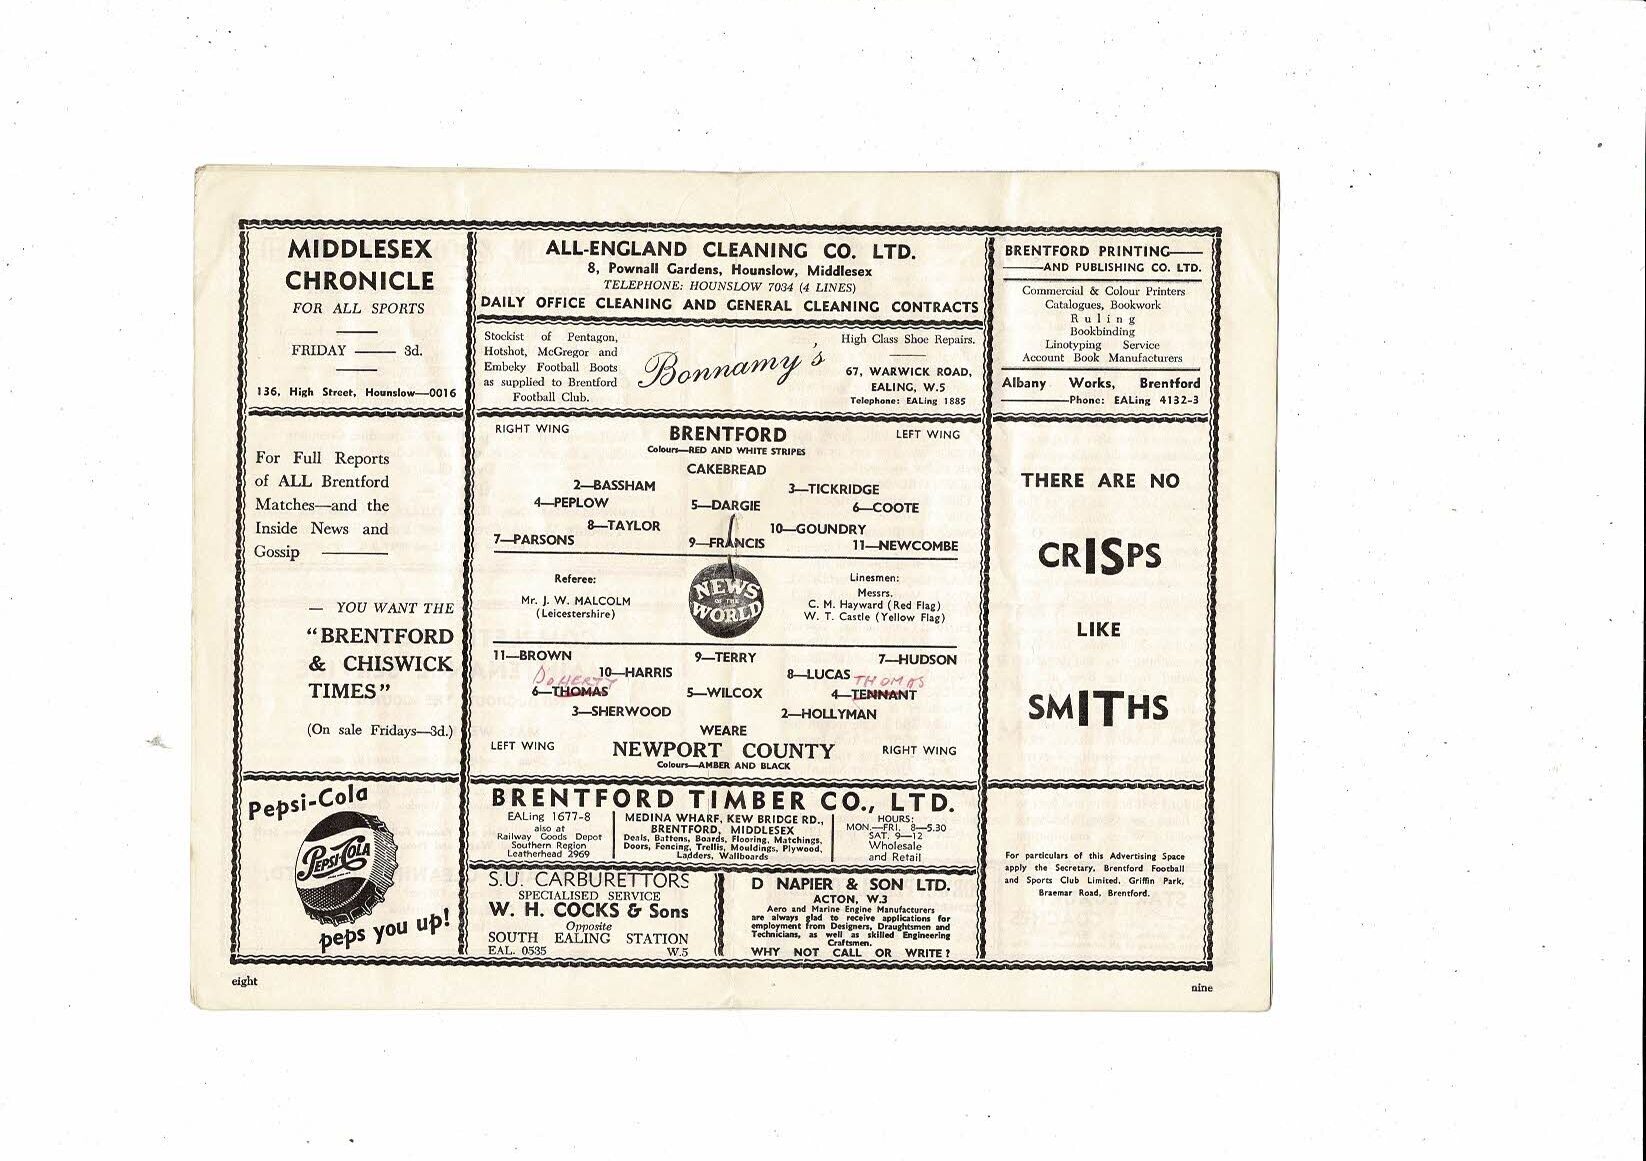 MIDDLESEX
CHRONICLE
FOR ALL SPORTS
FRIDAY —— 3d.
136, High Street, Hounslow—0016
For Full Reports
of ALL Brentford
Matches—and the
Inside News and
Gossip ——
— YOU WANT THE
"BRENTFORD
& CHISWICK
TIMES"
(On sale Fridays—3d.)
Pepsi-Cola
PEPSI-COLA
peps you up!
ALL-ENGLAND CLEANING CO. LTD.
8, Pownall Gardens, Hounslow, Middlesex
TELEPHONE: HOUNSLOW 7034 (4 LINES)
DAILY OFFICE CLEANING AND GENERAL CLEANING CONTRACTS
Stockist of Pentagon,
Hotshot, McGregor and
Embeky Football Boots
as supplied to Brentford
Football Club.
Bonnamy's
High Class Shoe Repairs.
67, WARWICK ROAD,
EALING, W.5
Telephone: EALing 1885
RIGHT WING BRENTFORD LEFT WING
Colours—RED AND WHITE STRIPES
CAKEBREAD
2—BASSHAM 3—TICKRIDGE
4—PEPLOW 5—DARGIE 6—COOTE
8—TAYLOR 10—GOUNDRY
7—PARSONS 9—FRANCIS 11—NEWCOMBE
Referee:
Mr. J. W. MALCOLM
(Leicestershire)
NEWS
OF THE
WORLD
Linesmen:
Messrs.
C. M. Hayward (Red Flag)
W. T. Castle (Yellow Flag)
11—BROWN 9—TERRY 7—HUDSON
10—HARRIS 8—LUCAS
DOHERTY THOMAS
6—THOMAS 5—WILCOX 4—TENNANT
3—SHERWOOD 2—HOLLYMAN
WEARE
LEFT WING NEWPORT COUNTY RIGHT WING
Colours—AMBER AND BLACK
BRENTFORD TIMBER CO., LTD.
EALing 1677-8
also at
Railway Goods Depot
Southern Region
Leatherhead 2969
MEDINA WHARF, KEW BRIDGE RD.,
BRENTFORD, MIDDLESEX
Deals, Battens, Boards, Flooring, Matchings,
Doors, Fencing, Trellis, Mouldings, Plywood,
Ladders, Wallboards
HOURS:
MON.—FRI. 8—5.30
SAT. 9—12
Wholesale
and Retail
S.U. CARBURETTORS
SPECIALISED SERVICE
W. H. COCKS & Sons
Opposite
SOUTH EALING STATION
EAL. 0535 W.5
D NAPIER & SON LTD.
ACTON, W.3
Aero and Marine Engine Manufacturers
are always glad to receive applications for
employment from Designers, Draughtsmen and
Technicians, as well as skilled Engineering
Craftsmen.
WHY NOT CALL OR WRITE?
BRENTFORD PRINTING——
——AND PUBLISHING CO. LTD.
Commercial & Colour Printers
Catalogues, Bookwork
Ruling
Bookbinding
Linotyping Service
Account Book Manufacturers
Albany Works, Brentford
——Phone: EALing 4132-3
THERE ARE NO
CRISPS
LIKE
SMITHS
For particulars of this Advertising Space
apply the Secretary, Brentford Football
and Sports Club Limited, Griffin Park,
Braemar Road, Brentford.
eight
nine